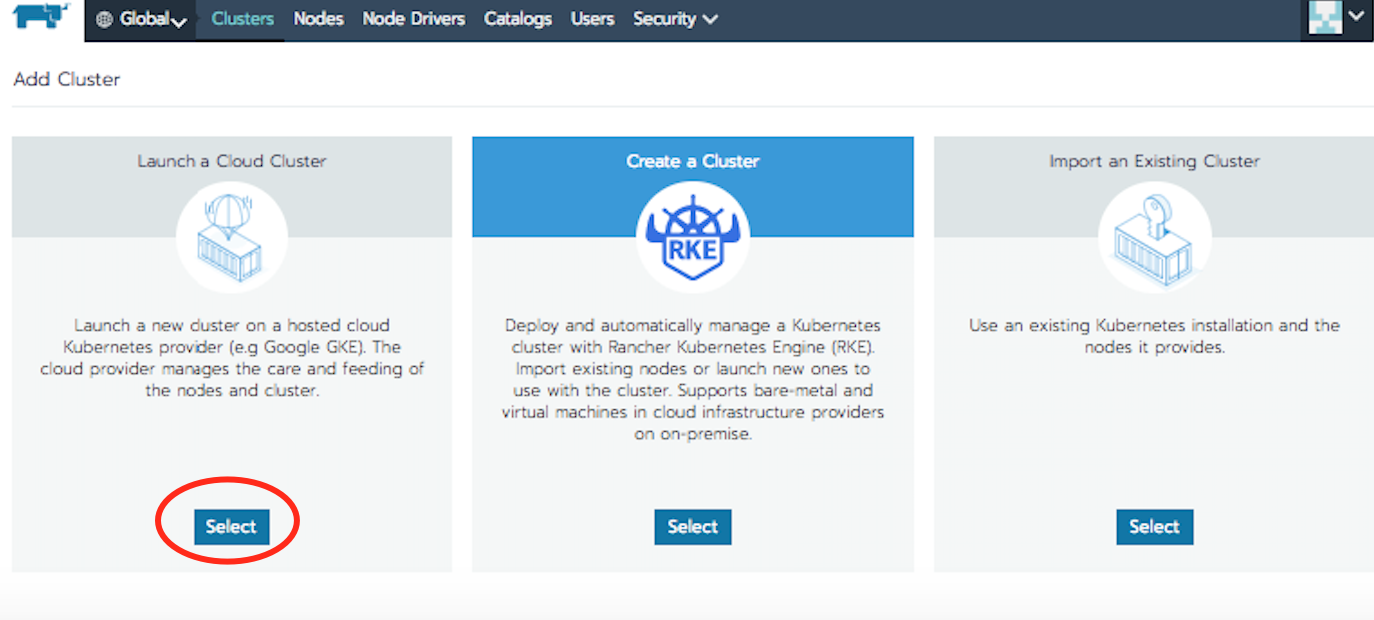 Global Clusters Nodes Node Drivers Catalogs Users Security
Add Cluster
Launch a Cloud Cluster
Launch a new cluster on a hosted cloud
Kubernetes provider (e.g Google GKE). The
cloud provider manages the care and feeding of
the nodes and cluster.
Select
Create a Cluster
RKE
Deploy and automatically manage a Kubernetes
cluster with Rancher Kubernetes Engine (RKE).
Import existing nodes or launch new ones to
use with the cluster. Supports bare-metal and
virtual machines in cloud infrastructure providers
on on-premise.
Select
Import an Existing Cluster
Use an existing Kubernetes installation and the
nodes it provides.
Select